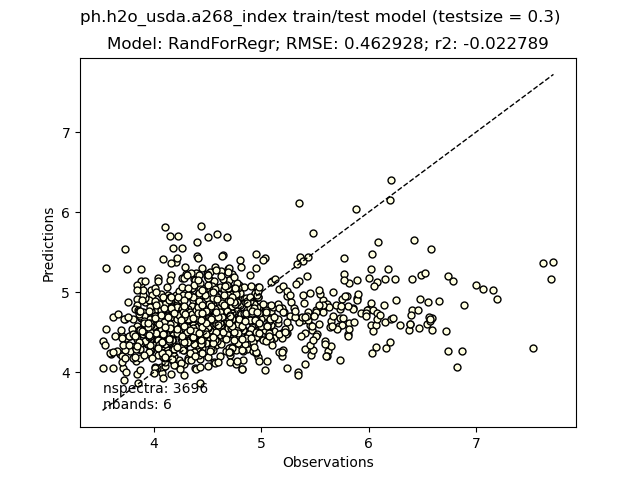 ph.h2o_usda.a268_index train/test model (testsize = 0.3)
Model: RandForRegr; RMSE: 0.462928; r2: -0.022789
7
6
5
4
Predictions
nspectra: 3696
nbands: 6
4 5 6 7
Observations